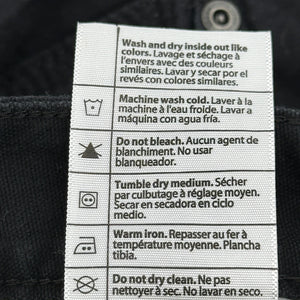 Wash and dry inside out like
colors. Lavage et séchage à
l'envers avec des couleurs
similaires. Lavar y secar por el
revés con colores similares.
Machine wash cold. Laver à la
machine à l'eau froide. Lavar a
máquina con agua fría.
Do not bleach. Aucun agent de
blanchiment. No usar
blanqueador.
Tumble dry medium. Sécher
par culbutage à réglage moyen.
Secar en secadora en ciclo
medio.
Warm iron. Repasser au fer à
température moyenne. Plancha
tibia.
Do not dry clean. Ne pas
nettoyer à sec. No lavar en seco.